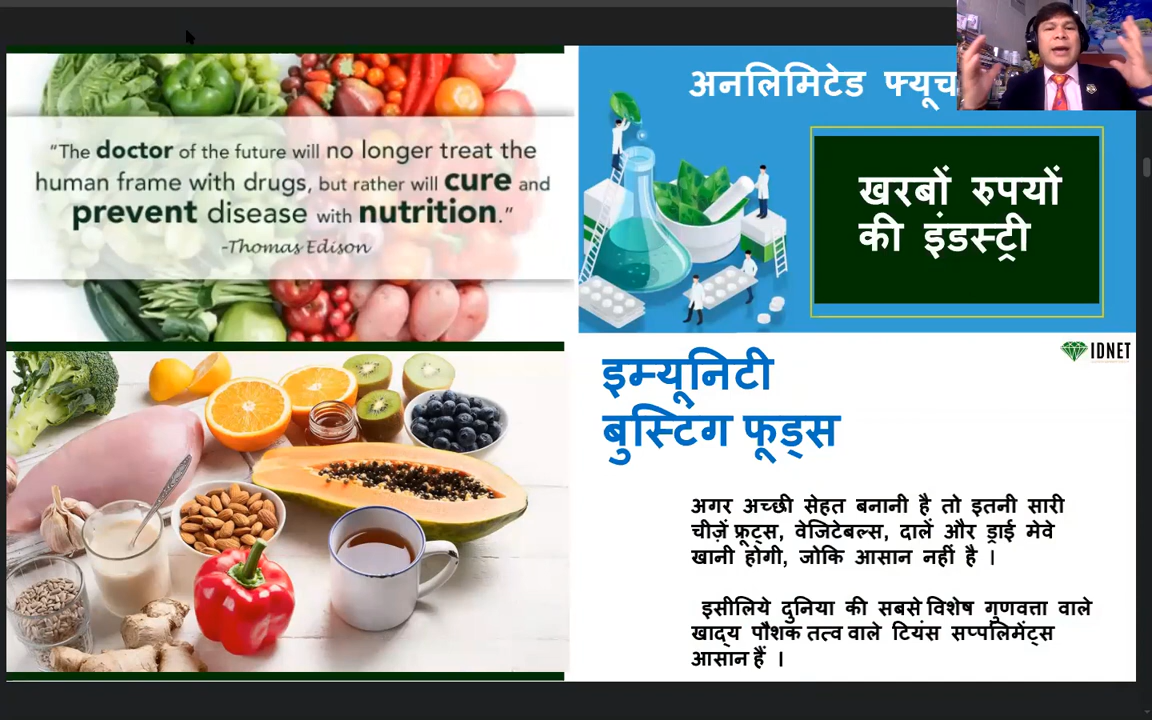 “The doctor of the future will no longer treat the
human frame with drugs, but rather will cure and
prevent disease with nutrition.”
-Thomas Edison
अनलिमिटेड
खरबों रुपयों
की इंडस्ट्री
IDNET
इम्यूनिटी
बुस्टिंग फूड्स
अगर अच्छी सेहत बनानी है तो इतनी सारी
चीज़ें फ्रूट्स, वेजिटेबल्स, दालें और ड्राई मेवे
खानी होगी, जोकि आसान नहीं है ।
इसीलिये दुनिया की सबसे विशेष गुणवत्ता वाले
खाद्य पौशक तत्व वाले टियंस सप्पलिमेंट्स
आसान हैं ।